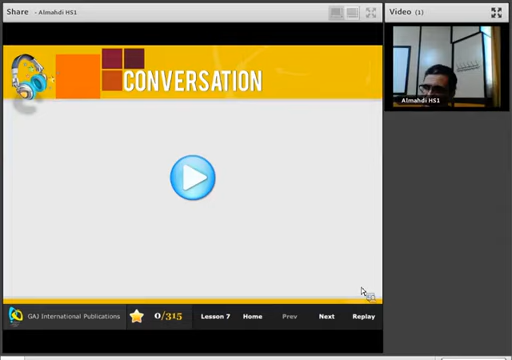 Share - Almahdi HS1
Video (1)
CONVERSATION
Almahdi HS1
GAJ International Publications
0/315
Lesson 7
Home
Prev
Next
Replay